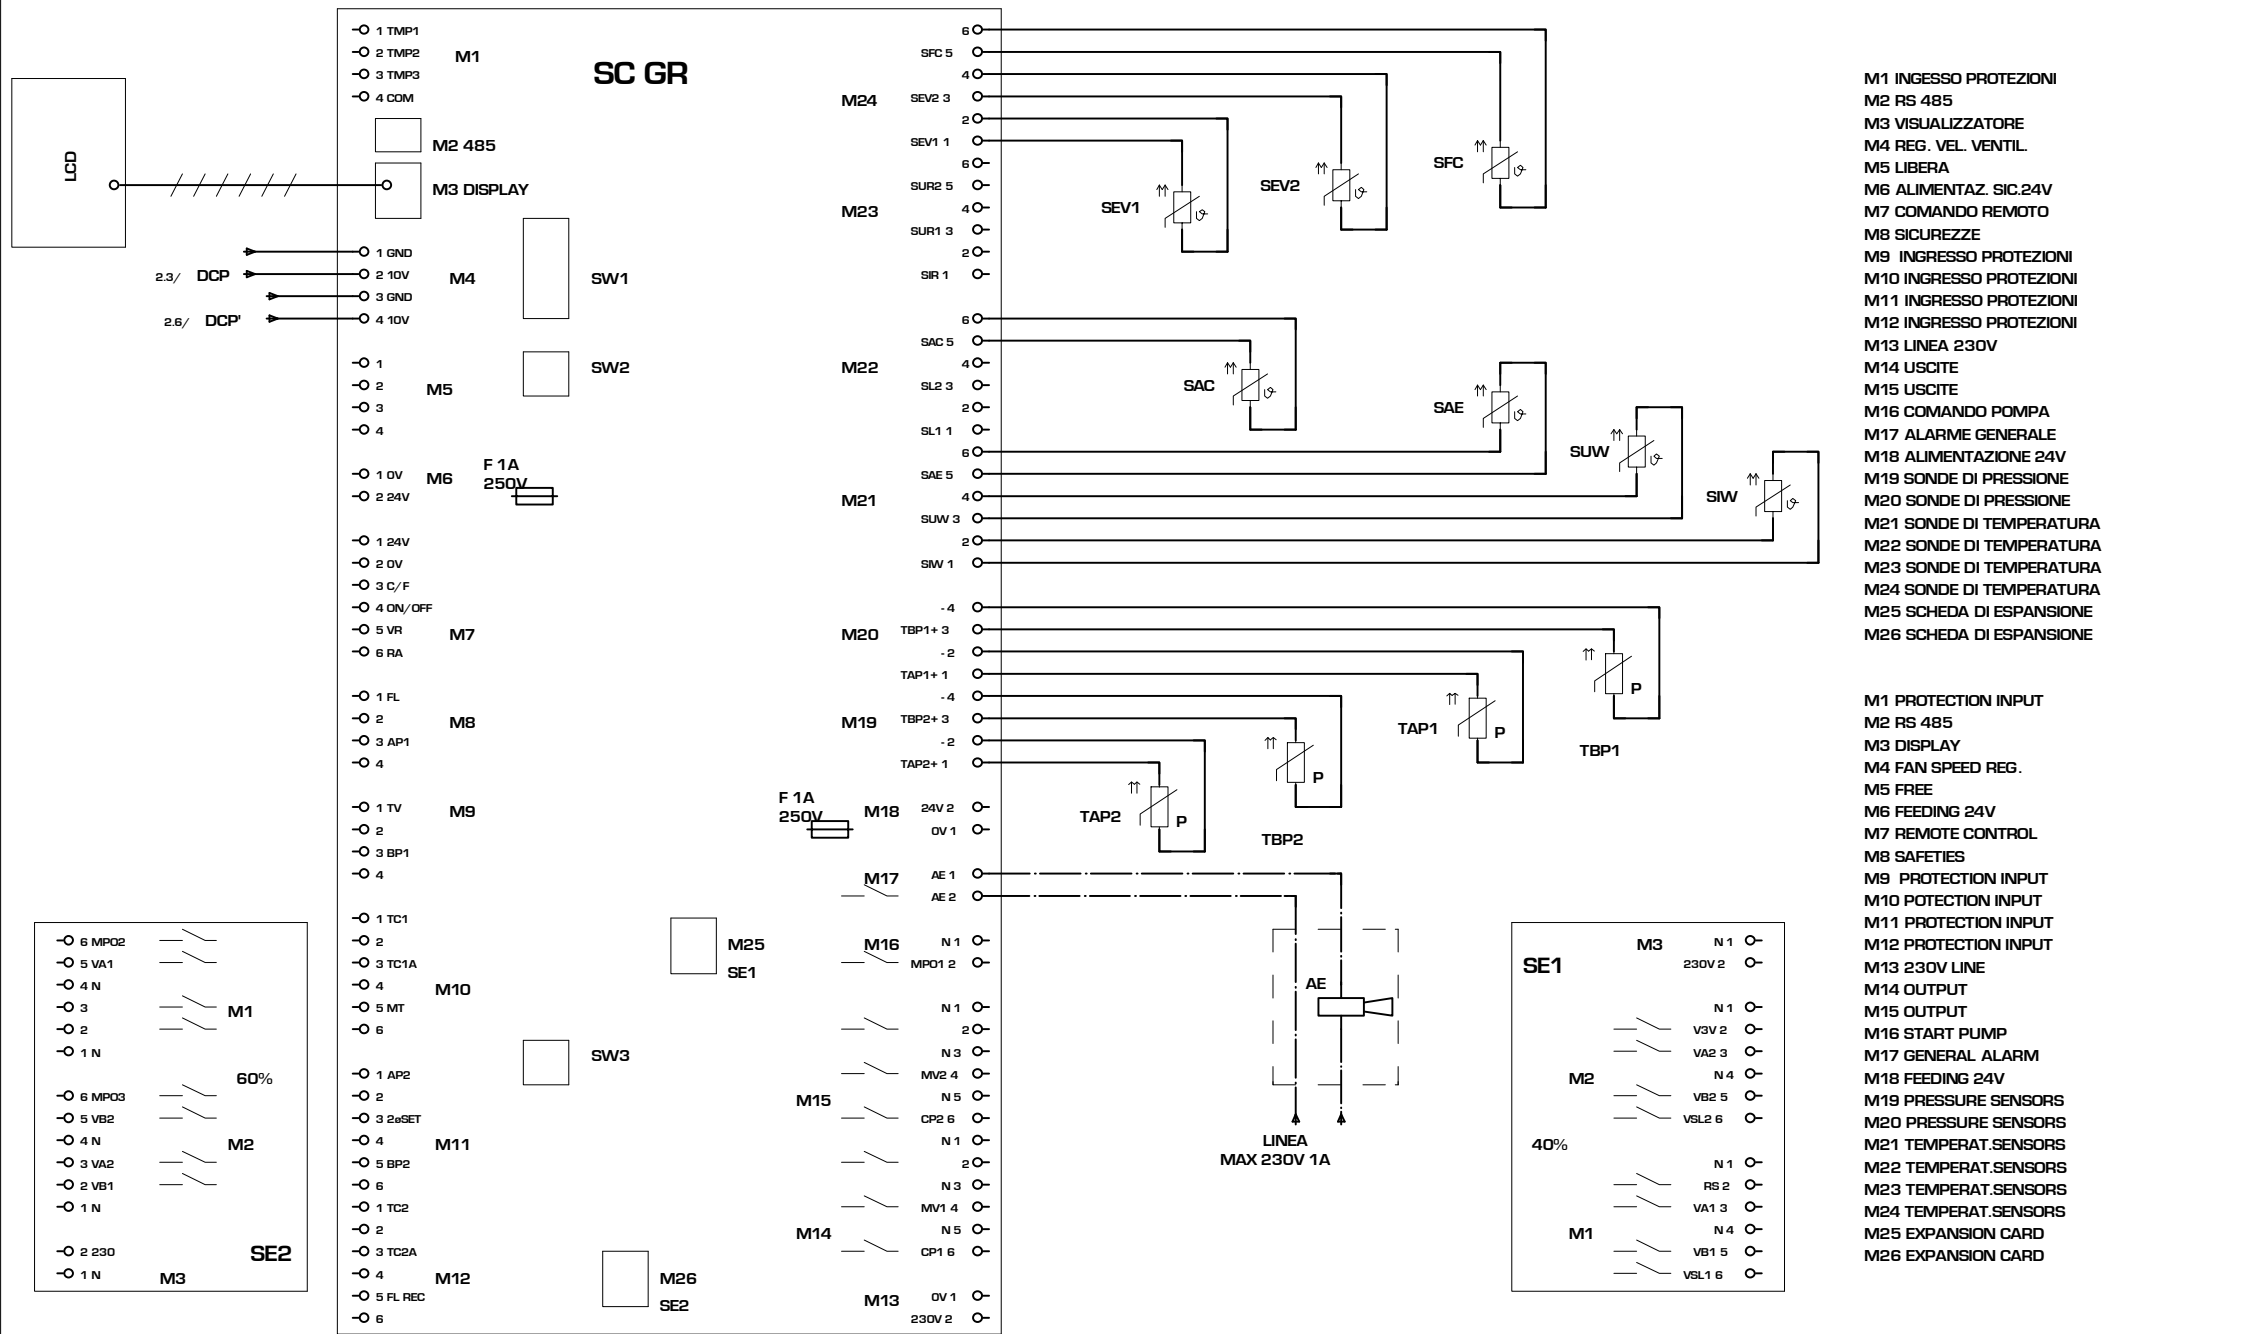 SC GR
1 TMP1
2 TMP2
3 TMP3
4 COM
M1
M2 485
M3 DISPLAY
LCD
1 GND
2 10V
3 GND
4 10V
M4
2.3/ DCP
2.6/ DCP'
SW1
SW2
1
2
3
4
M5
1 0V
2 24V
M6
F 1A
250V
1 24V
2 0V
3 C/F
4 ON/OFF
5 VR
6 RA
M7
1 FL
2
3 AP1
4
M8
1 TV
2
3 BP1
4
M9
1 TC1
2
3 TC1A
4
5 MT
6
M10
1 AP2
2
3 2øSET
4
5 BP2
6
M11
1 TC2
2
3 TC2A
4
5 FL REC
6
M12
M25
SE1
SW3
M26
SE2
6
SFC 5
4
SEV2 3
2
SEV1 1
M24
6
SUR2 5
4
SUR1 3
2
SIR 1
M23
6
SAC 5
4
SL2 3
2
SL1 1
M22
6
SAE 5
4
SUW 3
2
SIW 1
M21
- 4
TBP1+ 3
- 2
TAP1+ 1
M20
- 4
TBP2+ 3
- 2
TAP2+ 1
M19
F 1A
250V
M18
24V 2
0V 1
M17
AE 1
AE 2
M16
N 1
MPO1 2
N 1
2
N 3
MV2 4
N 5
CP2 6
M15
N 1
2
N 3
MV1 4
N 5
CP1 6
M14
M13
0V 1
230V 2
SEV1
SEV2
SFC
SAC
SAE
SUW
SIW
TBP1
P
TAP1
P
TBP2
P
TAP2
P
AE
LINEA
MAX 230V 1A
6 MPO2
5 VA1
4 N
3
2
1 N
M1
60%
6 MPO3
5 VB2
4 N
3 VA2
2 VB1
1 N
M2
2 230
1 N
M3
SE2
SE1
M3
N 1
230V 2
N 1
V3V 2
VA2 3
N 4
VB2 5
VSL2 6
M2
40%
N 1
RS 2
VA1 3
N 4
VB1 5
VSL1 6
M1
M1 INGESSO PROTEZIONI
M2 RS 485
M3 VISUALIZZATORE
M4 REG. VEL. VENTIL.
M5 LIBERA
M6 ALIMENTAZ. SIC.24V
M7 COMANDO REMOTO
M8 SICUREZZE
M9 INGRESSO PROTEZIONI
M10 INGRESSO PROTEZIONI
M11 INGRESSO PROTEZIONI
M12 INGRESSO PROTEZIONI
M13 LINEA 230V
M14 USCITE
M15 USCITE
M16 COMANDO POMPA
M17 ALARME GENERALE
M18 ALIMENTAZIONE 24V
M19 SONDE DI PRESSIONE
M20 SONDE DI PRESSIONE
M21 SONDE DI TEMPERATURA
M22 SONDE DI TEMPERATURA
M23 SONDE DI TEMPERATURA
M24 SONDE DI TEMPERATURA
M25 SCHEDA DI ESPANSIONE
M26 SCHEDA DI ESPANSIONE
M1 PROTECTION INPUT
M2 RS 485
M3 DISPLAY
M4 FAN SPEED REG.
M5 FREE
M6 FEEDING 24V
M7 REMOTE CONTROL
M8 SAFETIES
M9 PROTECTION INPUT
M10 POTECTION INPUT
M11 PROTECTION INPUT
M12 PROTECTION INPUT
M13 230V LINE
M14 OUTPUT
M15 OUTPUT
M16 START PUMP
M17 GENERAL ALARM
M18 FEEDING 24V
M19 PRESSURE SENSORS
M20 PRESSURE SENSORS
M21 TEMPERAT.SENSORS
M22 TEMPERAT.SENSORS
M23 TEMPERAT.SENSORS
M24 TEMPERAT.SENSORS
M25 EXPANSION CARD
M26 EXPANSION CARD